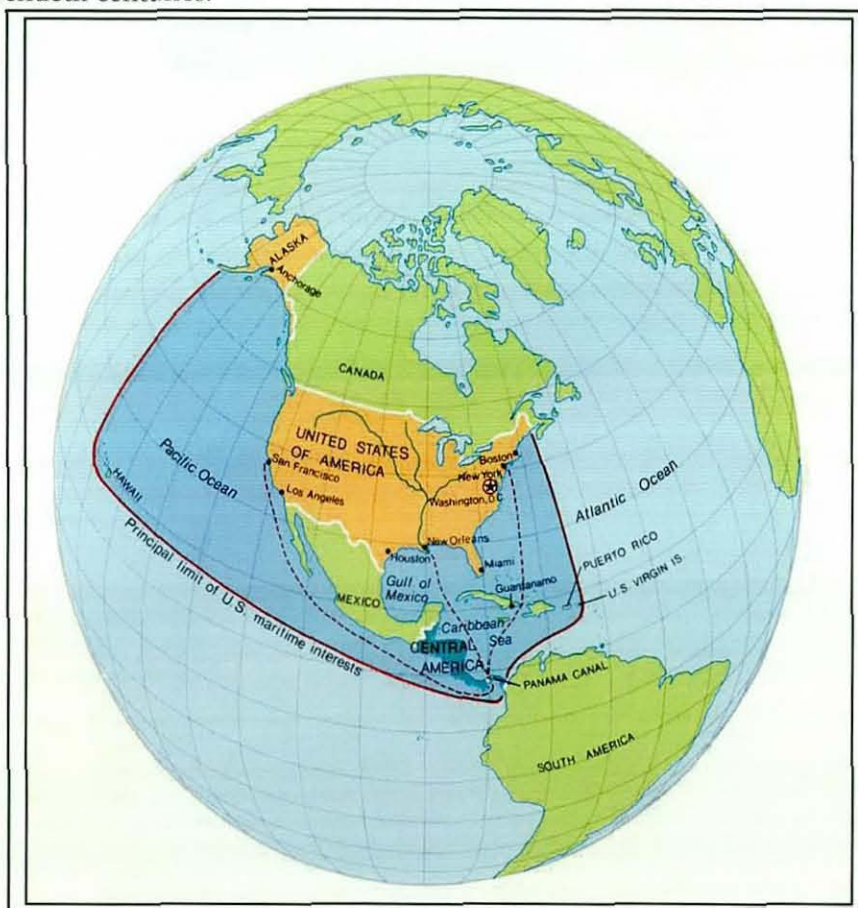 ALASKA
Anchorage
CANADA
UNITED STATES
OF AMERICA
Boston
New York
Washington, D.C.
San Francisco
Los Angeles
Pacific Ocean
HAWAII
Atlantic Ocean
New Orleans
Houston
Miami
Gulf of
Mexico
MEXICO
Guantanamo
PUERTO RICO
U.S. VIRGIN IS.
Caribbean
Sea
CENTRAL
AMERICA
PANAMA CANAL
Principal limit of U.S. maritime interests
SOUTH AMERICA